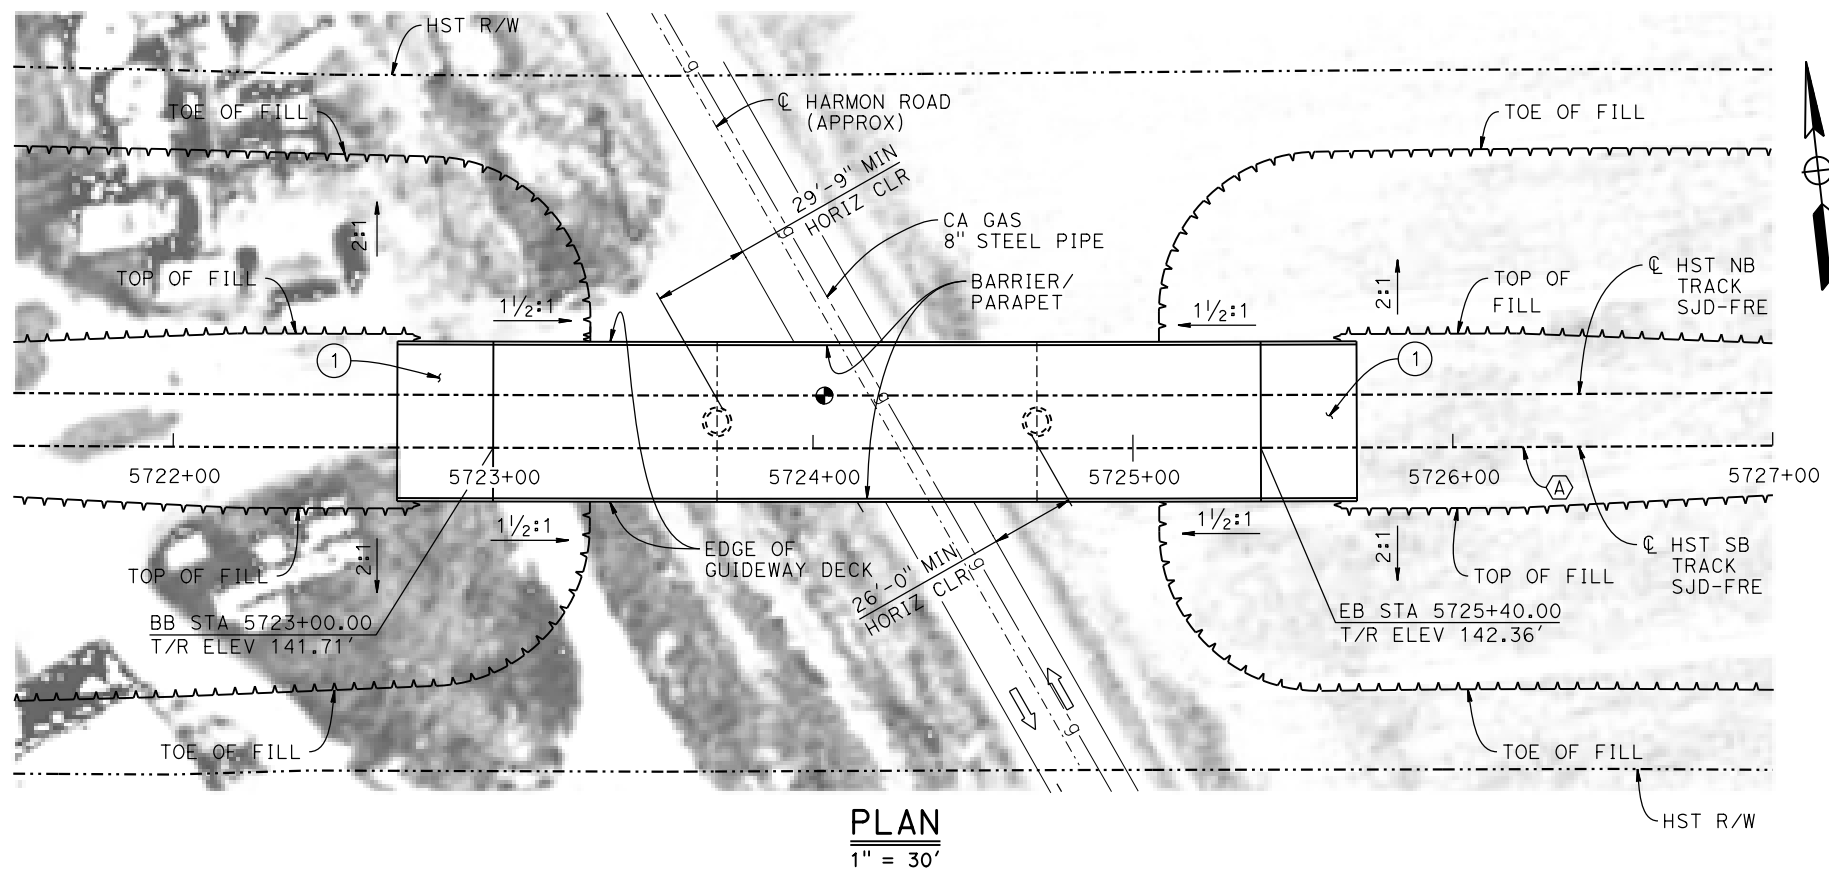 HST R/W
TOE OF FILL
℄ HARMON ROAD
(APPROX)
TOE OF FILL
29'-9" MIN
HORIZ CLR
CA GAS
8" STEEL PIPE
2:1
TOP OF FILL
BARRIER/
PARAPET
2:1
TOP OF
FILL
℄ HST NB
TRACK
SJD-FRE
1½:1
1½:1
1
1
g
g
g
5722+00
5723+00
5724+00
5725+00
5726+00
5727+00
A
1½:1
1½:1
2:1
2:1
TOP OF FILL
EDGE OF
GUIDEWAY DECK
26'-0" MIN
HORIZ CLR
g
TOP OF FILL
℄ HST SB
TRACK
SJD-FRE
BB STA 5723+00.00
T/R ELEV 141.71'
EB STA 5725+40.00
T/R ELEV 142.36'
g
TOE OF FILL
TOE OF FILL
HST R/W
PLAN
1" = 30'